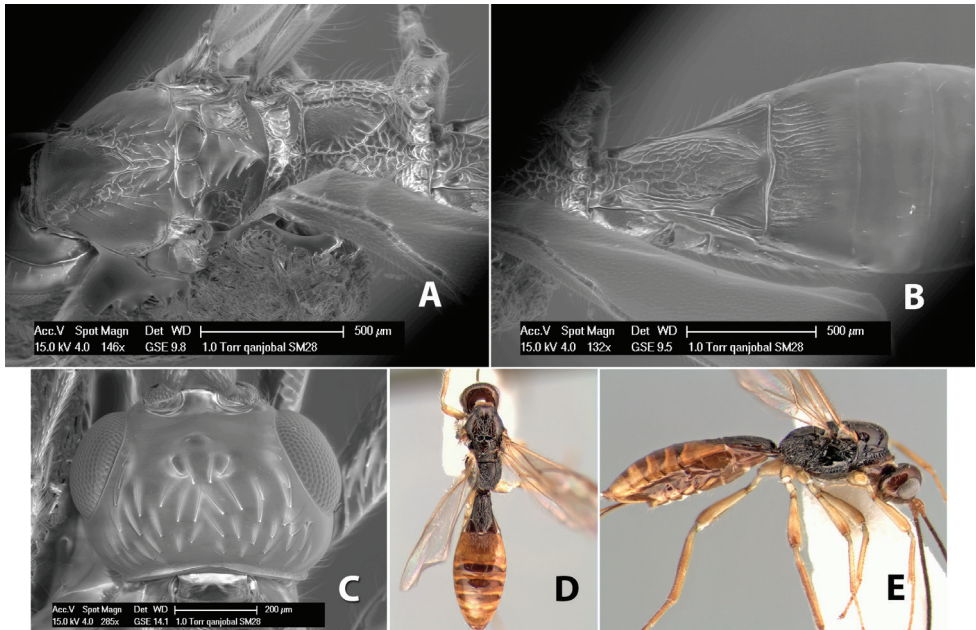 A
Acc.V Spot Magn Det WD 500 µm
15.0 kV 4.0 146x GSE 9.8 1.0 Torr qanjobal SM28
B
Acc.V Spot Magn Det WD 500 µm
15.0 kV 4.0 132x GSE 9.5 1.0 Torr qanjobal SM28
C
Acc.V Spot Magn Det WD 200 µm
15.0 kV 4.0 285x GSE 14.1 1.0 Torr qanjobal SM28
D
E